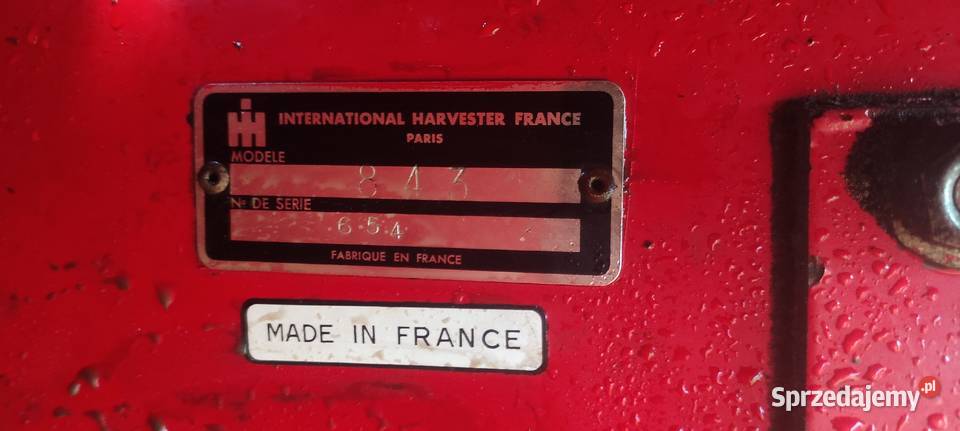 INTERNATIONAL HARVESTER FRANCE
PARIS
MODELE
843
Nº DE SERIE
654
FABRIQUE EN FRANCE
MADE IN FRANCE
Sprzedajemy.pl